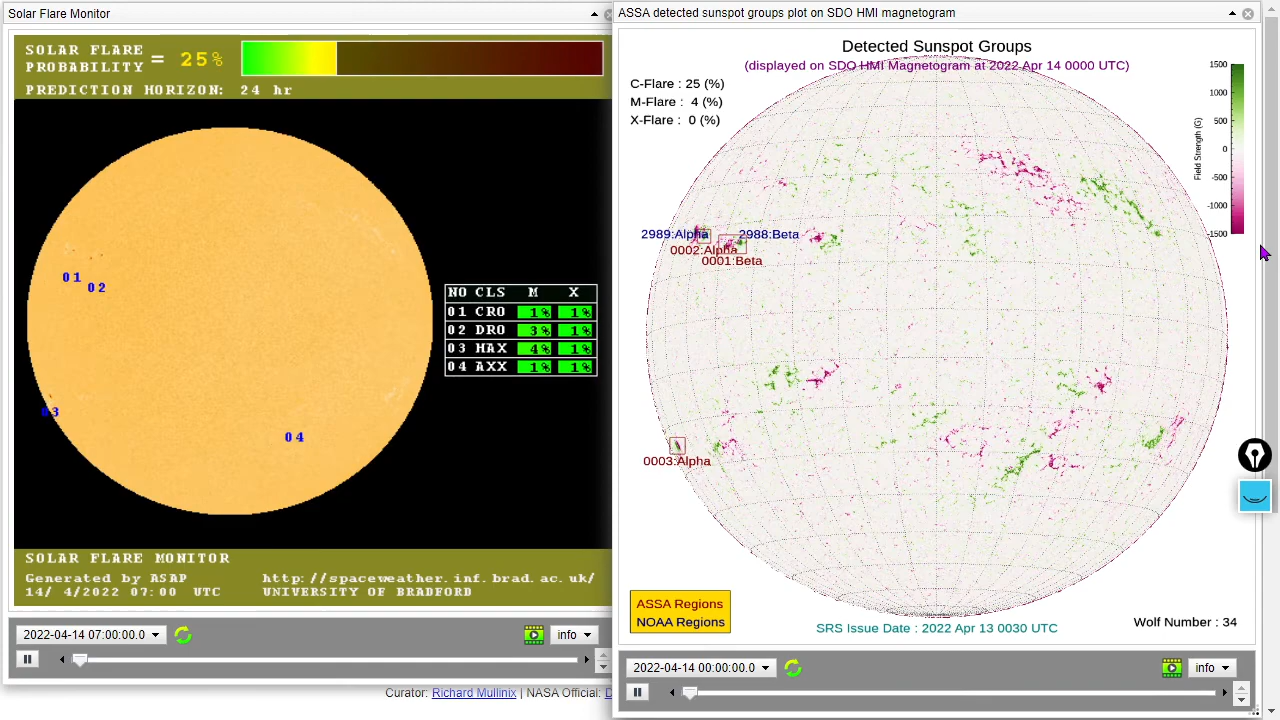 Solar Flare Monitor
SOLAR FLARE
PROBABILITY = 25%
PREDICTION HORIZON: 24 hr
01
02
03
04
NO CLS M X
01 CRO 1% 1%
02 DRO 3% 1%
03 HAX 4% 1%
04 AXX 1% 1%
SOLAR FLARE MONITOR
Generated by ASAP http://spaceweather.inf.brad.ac.uk/
14/ 4/2022 07:00 UTC UNIVERSITY OF BRADFORD
2022-04-14 07:00:00.0
info
Curator: Richard Mullinix | NASA Official:
ASSA detected sunspot groups plot on SDO HMI magnetogram
Detected Sunspot Groups
(displayed on SDO HMI Magnetogram at 2022 Apr 14 0000 UTC)
C-Flare : 25 (%)
M-Flare : 4 (%)
X-Flare : 0 (%)
1500
1000
500
0
-500
-1000
-1500
Field Strength (G)
2989:Alpha
2988:Beta
0002:Alpha
0001:Beta
0003:Alpha
ASSA Regions
NOAA Regions
SRS Issue Date : 2022 Apr 13 0030 UTC
Wolf Number : 34
2022-04-14 00:00:00.0
info